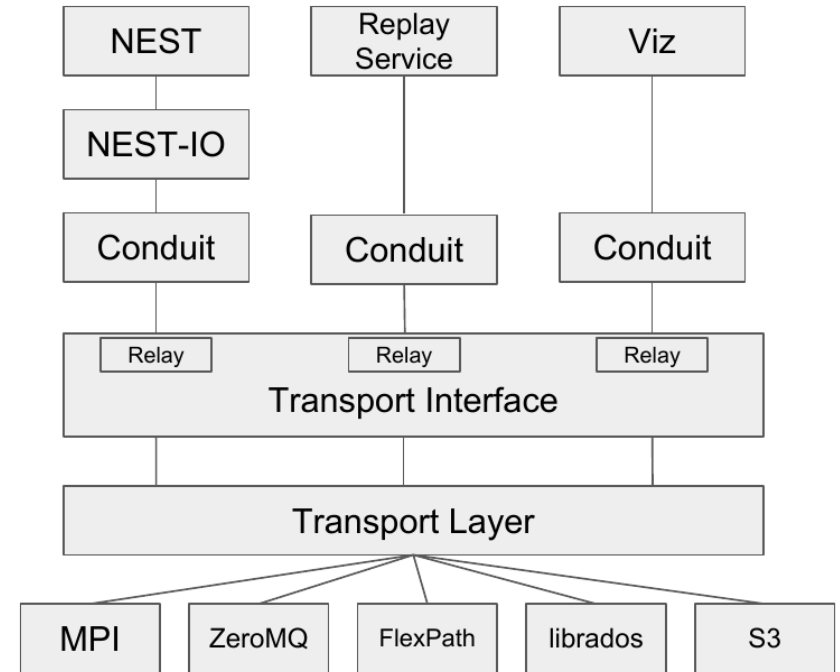 NEST
Replay
Service
Viz
NEST-IO
Conduit
Conduit
Conduit
Relay
Relay
Relay
Transport Interface
Transport Layer
MPI
ZeroMQ
FlexPath
librados
S3